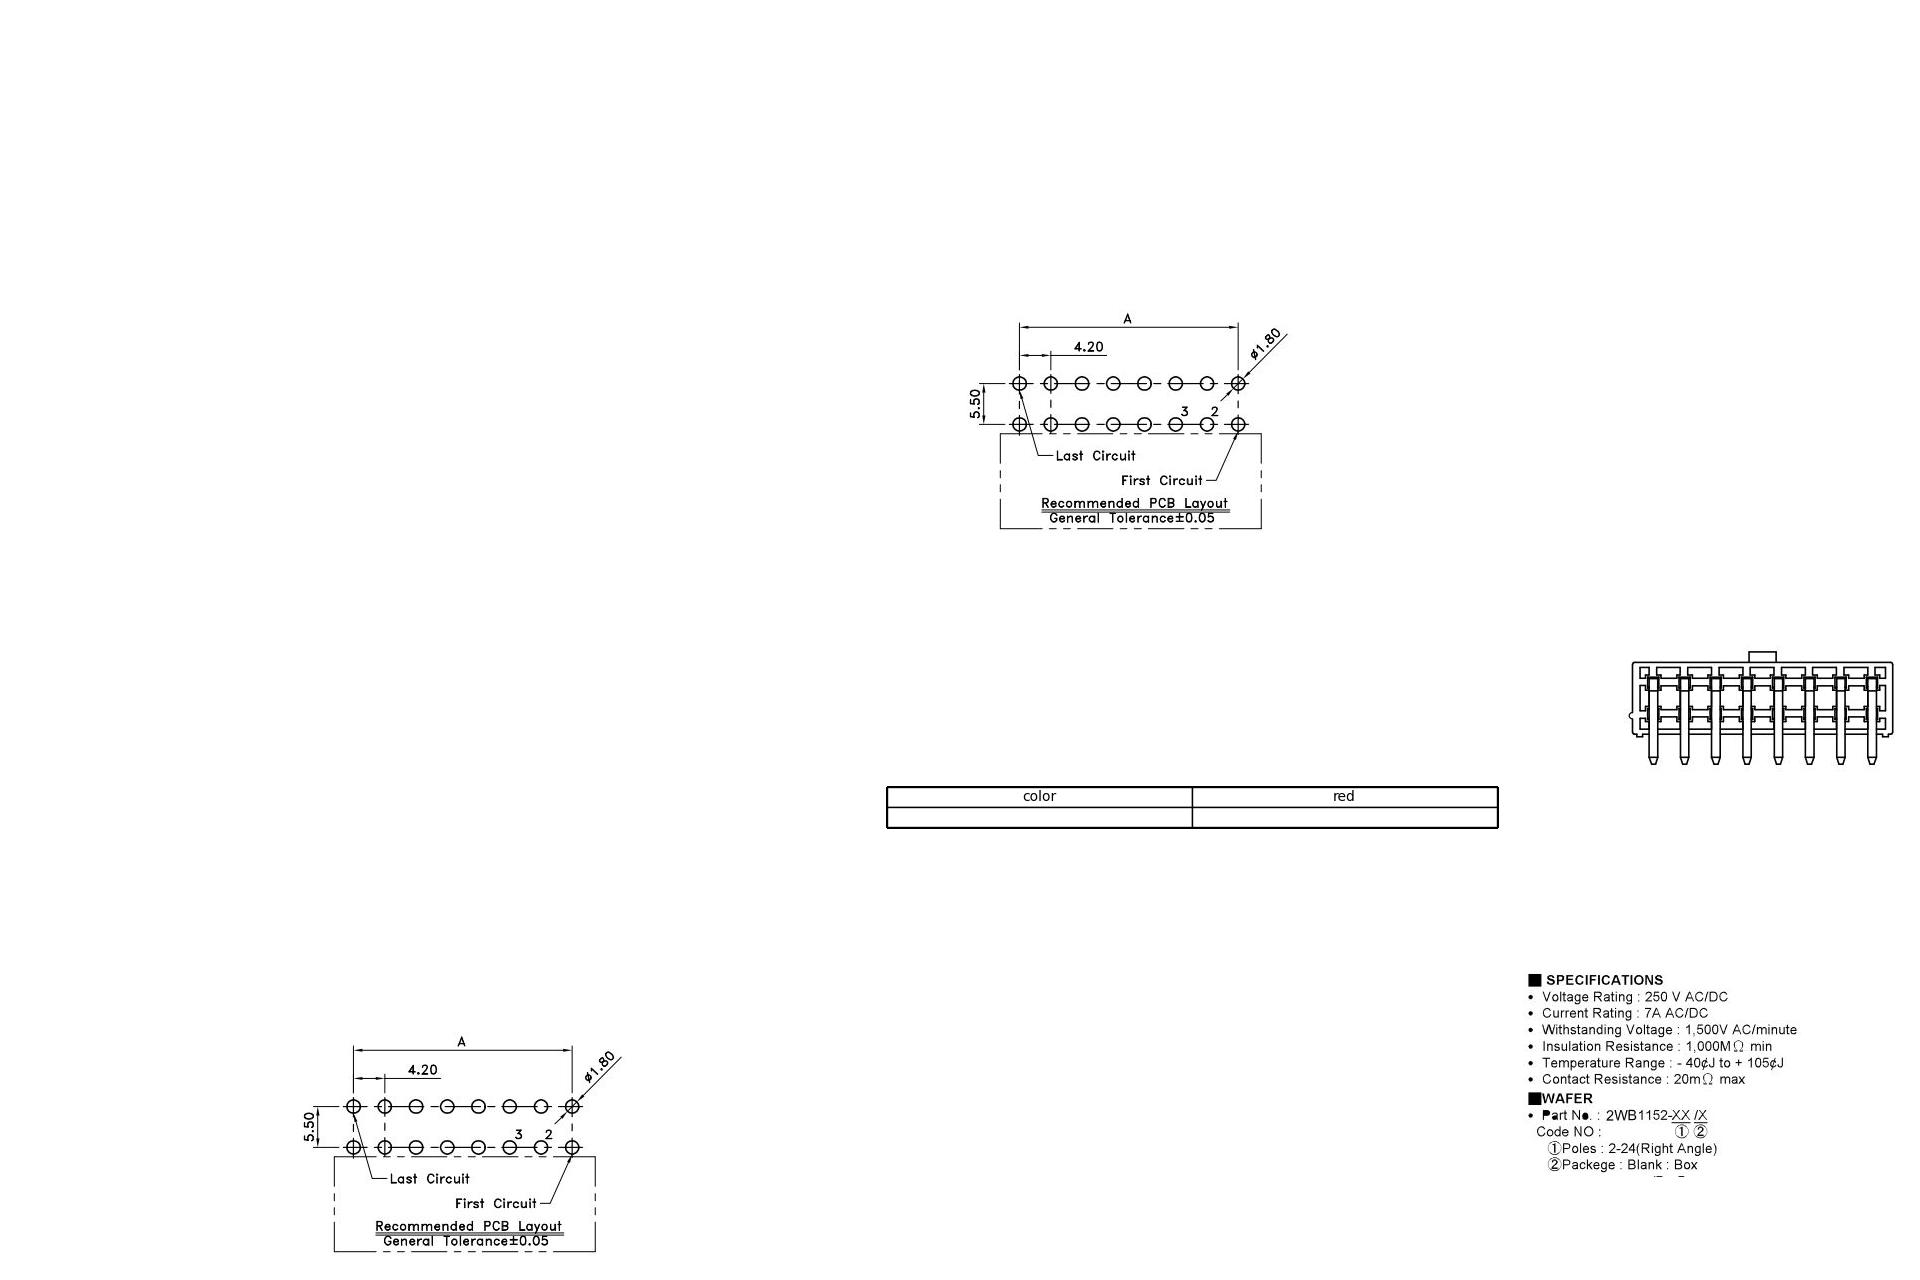 A
4.20
ø1.80
5.50
3 2
Last Circuit
First Circuit
Recommended PCB Layout
General Tolerance±0.05
color red
SPECIFICATIONS
• Voltage Rating : 250 V AC/DC
• Current Rating : 7A AC/DC
• Withstanding Voltage : 1,500V AC/minute
• Insulation Resistance : 1,000MΩ min
• Temperature Range : - 40¢J to + 105¢J
• Contact Resistance : 20mΩ max
WAFER
• Part No. : 2WB1152-XX /X
Code NO : ① ②
①Poles : 2-24(Right Angle)
②Packege : Blank : Box
A
4.20
ø1.80
5.50
3 2
Last Circuit
First Circuit
Recommended PCB Layout
General Tolerance±0.05